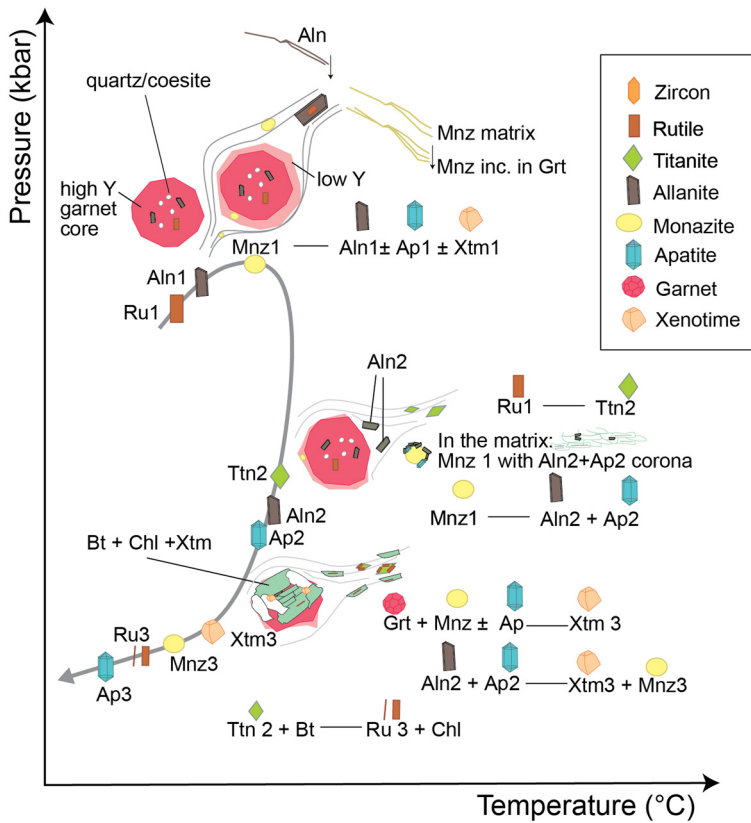 Pressure (kbar)
Aln
quartz/coesite
high Y
garnet
core
low Y
Mnz matrix
Mnz inc. in Grt
Mnz1
Aln1± Ap1 ± Xtm1
Aln1
Ru1
Zircon
Rutile
Titanite
Allanite
Monazite
Apatite
Garnet
Xenotime
Aln2
Ru1
Ttn2
In the matrix:
Mnz 1 with Aln2+Ap2 corona
Mnz1
Aln2 + Ap2
Ttn2
Aln2
Ap2
Bt + Chl +Xtm
Grt + Mnz ± Ap
Xtm 3
Aln2 + Ap2
Xtm3 + Mnz3
Xtm3
Mnz3
Ru3
Ap3
Ttn 2 + Bt
Ru 3 + Chl
Temperature (°C)